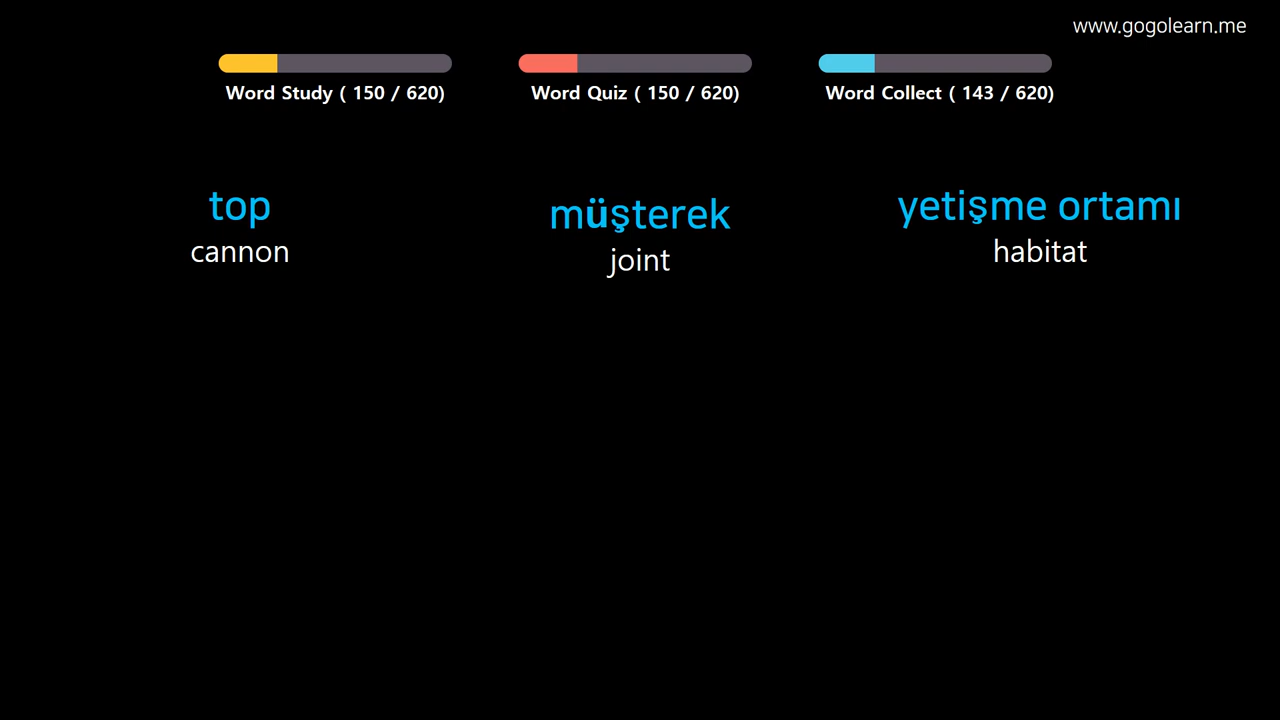 www.gogolearn.me
Word Study ( 150 / 620)
Word Quiz ( 150 / 620)
Word Collect ( 143 / 620)
top
cannon
müşterek
joint
yetişme ortamı
habitat